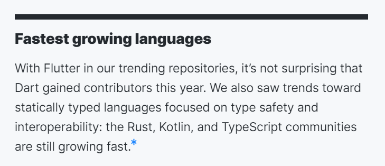 Fastest growing languages
With Flutter in our trending repositories, it’s not surprising that
Dart gained contributors this year. We also saw trends toward
statically typed languages focused on type safety and
interoperability: the Rust, Kotlin, and TypeScript communities
are still growing fast.*